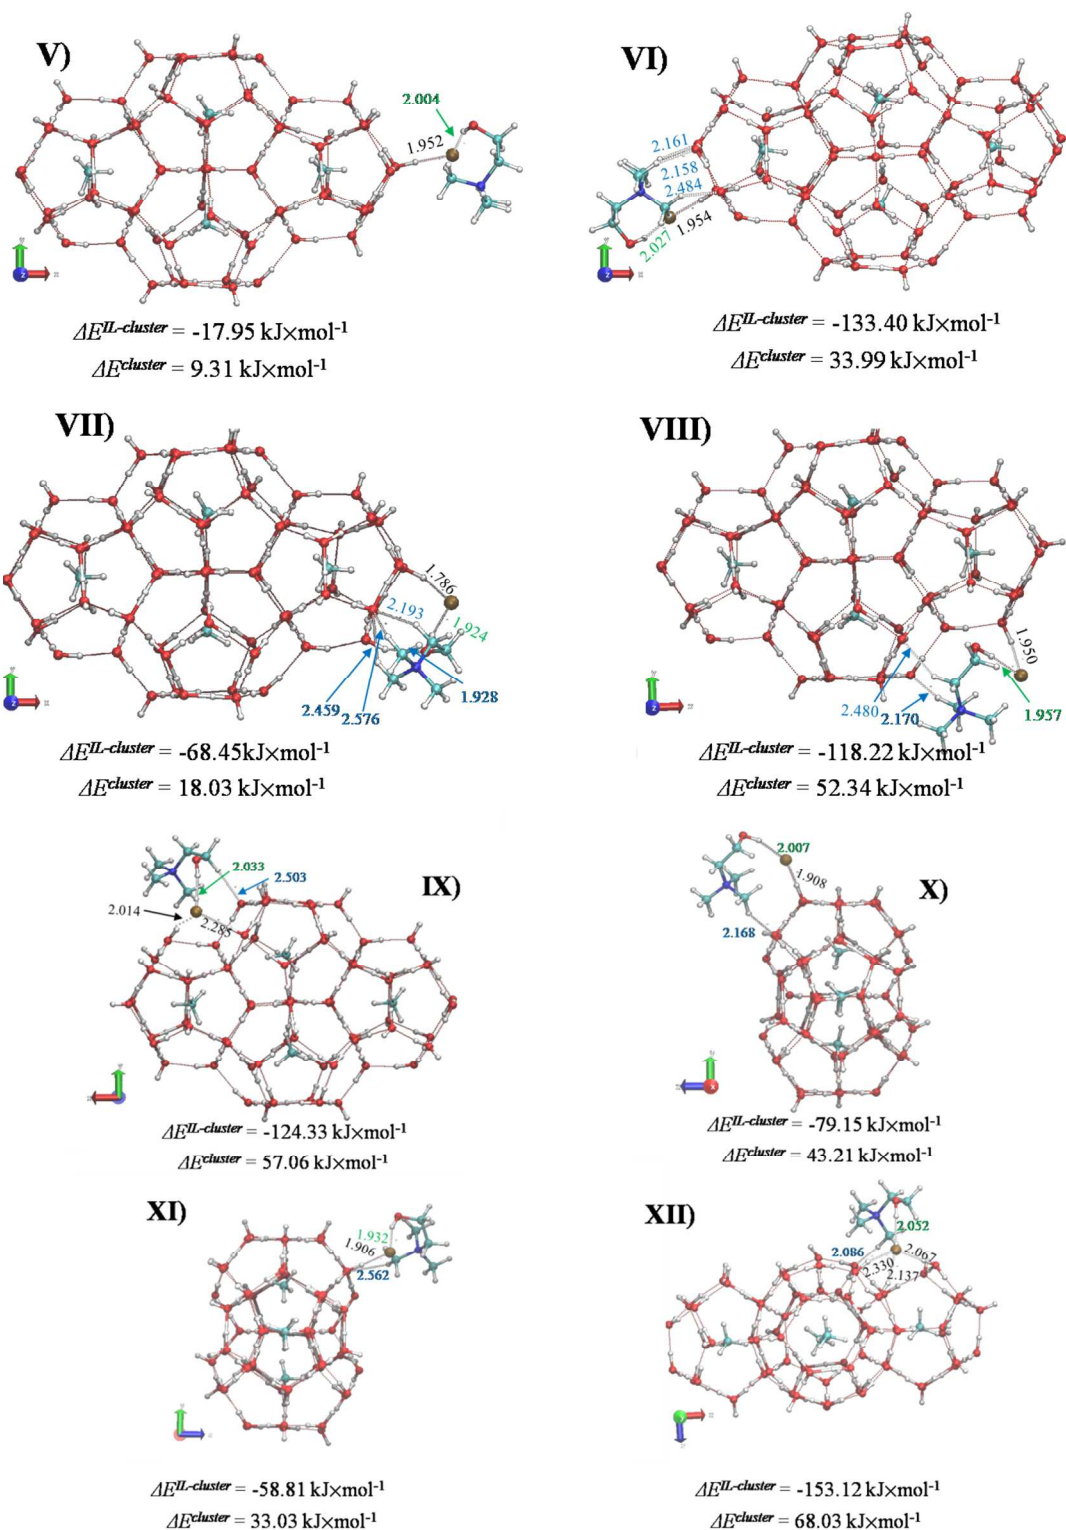 V)
2.004
1.952
ΔE^IL-cluster = -17.95 kJ×mol⁻¹
ΔE^cluster = 9.31 kJ×mol⁻¹
VI)
2.161
2.158
2.484
1.954
2.027
ΔE^IL-cluster = -133.40 kJ×mol⁻¹
ΔE^cluster = 33.99 kJ×mol⁻¹
VII)
1.786
2.193
1.924
2.459
2.576
1.928
ΔE^IL-cluster = -68.45kJ×mol⁻¹
ΔE^cluster = 18.03 kJ×mol⁻¹
VIII)
1.950
2.480
2.170
1.957
ΔE^IL-cluster = -118.22 kJ×mol⁻¹
ΔE^cluster = 52.34 kJ×mol⁻¹
IX)
2.033
2.503
2.014
2.285
ΔE^IL-cluster = -124.33 kJ×mol⁻¹
ΔE^cluster = 57.06 kJ×mol⁻¹
X)
2.007
1.908
2.168
ΔE^IL-cluster = -79.15 kJ×mol⁻¹
ΔE^cluster = 43.21 kJ×mol⁻¹
XI)
1.932
1.906
2.562
ΔE^IL-cluster = -58.81 kJ×mol⁻¹
ΔE^cluster = 33.03 kJ×mol⁻¹
XII)
2.052
2.086
2.067
2.330
2.137
ΔE^IL-cluster = -153.12 kJ×mol⁻¹
ΔE^cluster = 68.03 kJ×mol⁻¹